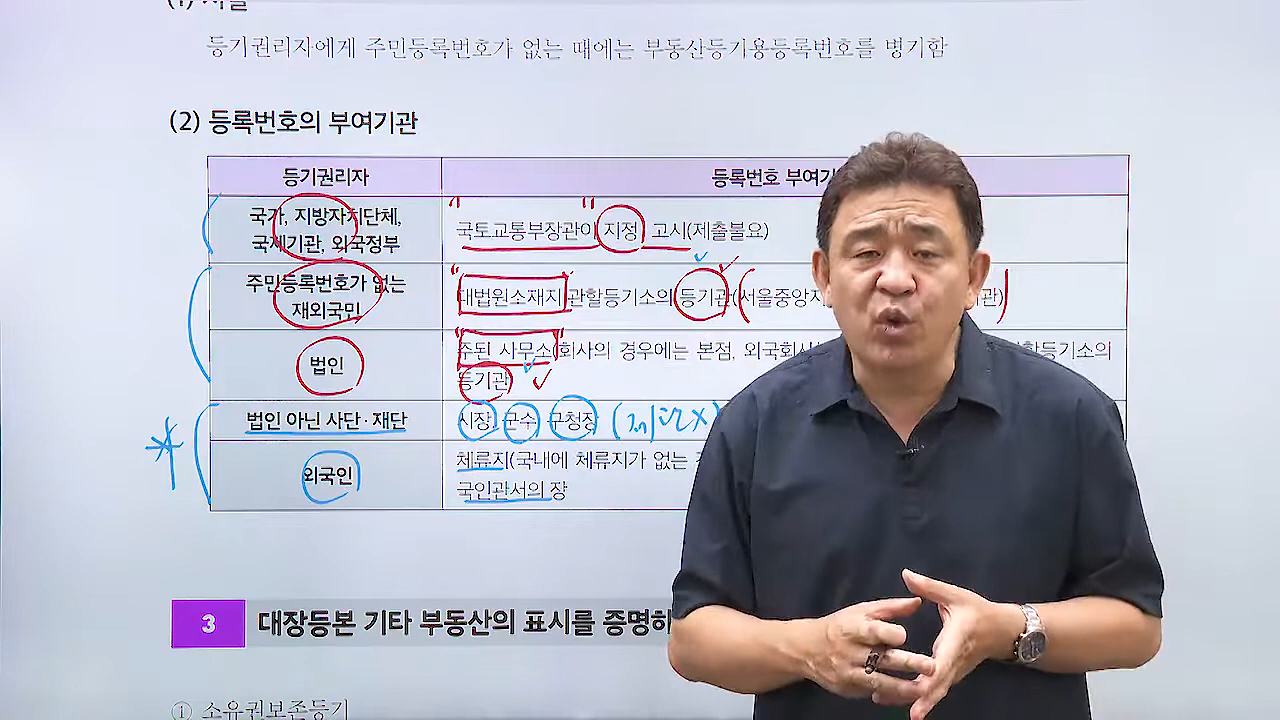 등기권리자에게 주민등록번호가 없는 때에는 부동산등기용등록번호를 병기함
(2) 등록번호의 부여기관
등기권리자
등록번호
국가, 지방자치단체,
국제기관, 외국정부
국토교통부장관이 지정 고시(제출불요)
주민등록번호가 없는
재외국민
대법원소재지 관할등기소의 등기관(서울중앙지
법인
주된 사무소(회사의 경우에는 본점,
등기소의
등기관
법인 아닌 사단·재단
시장 군수 구청장
외국인
체류지(국내에 체류지가 없는
국인관서의 장
3 대장등본 기타 부동산의 표시를
① 소유권보존등기